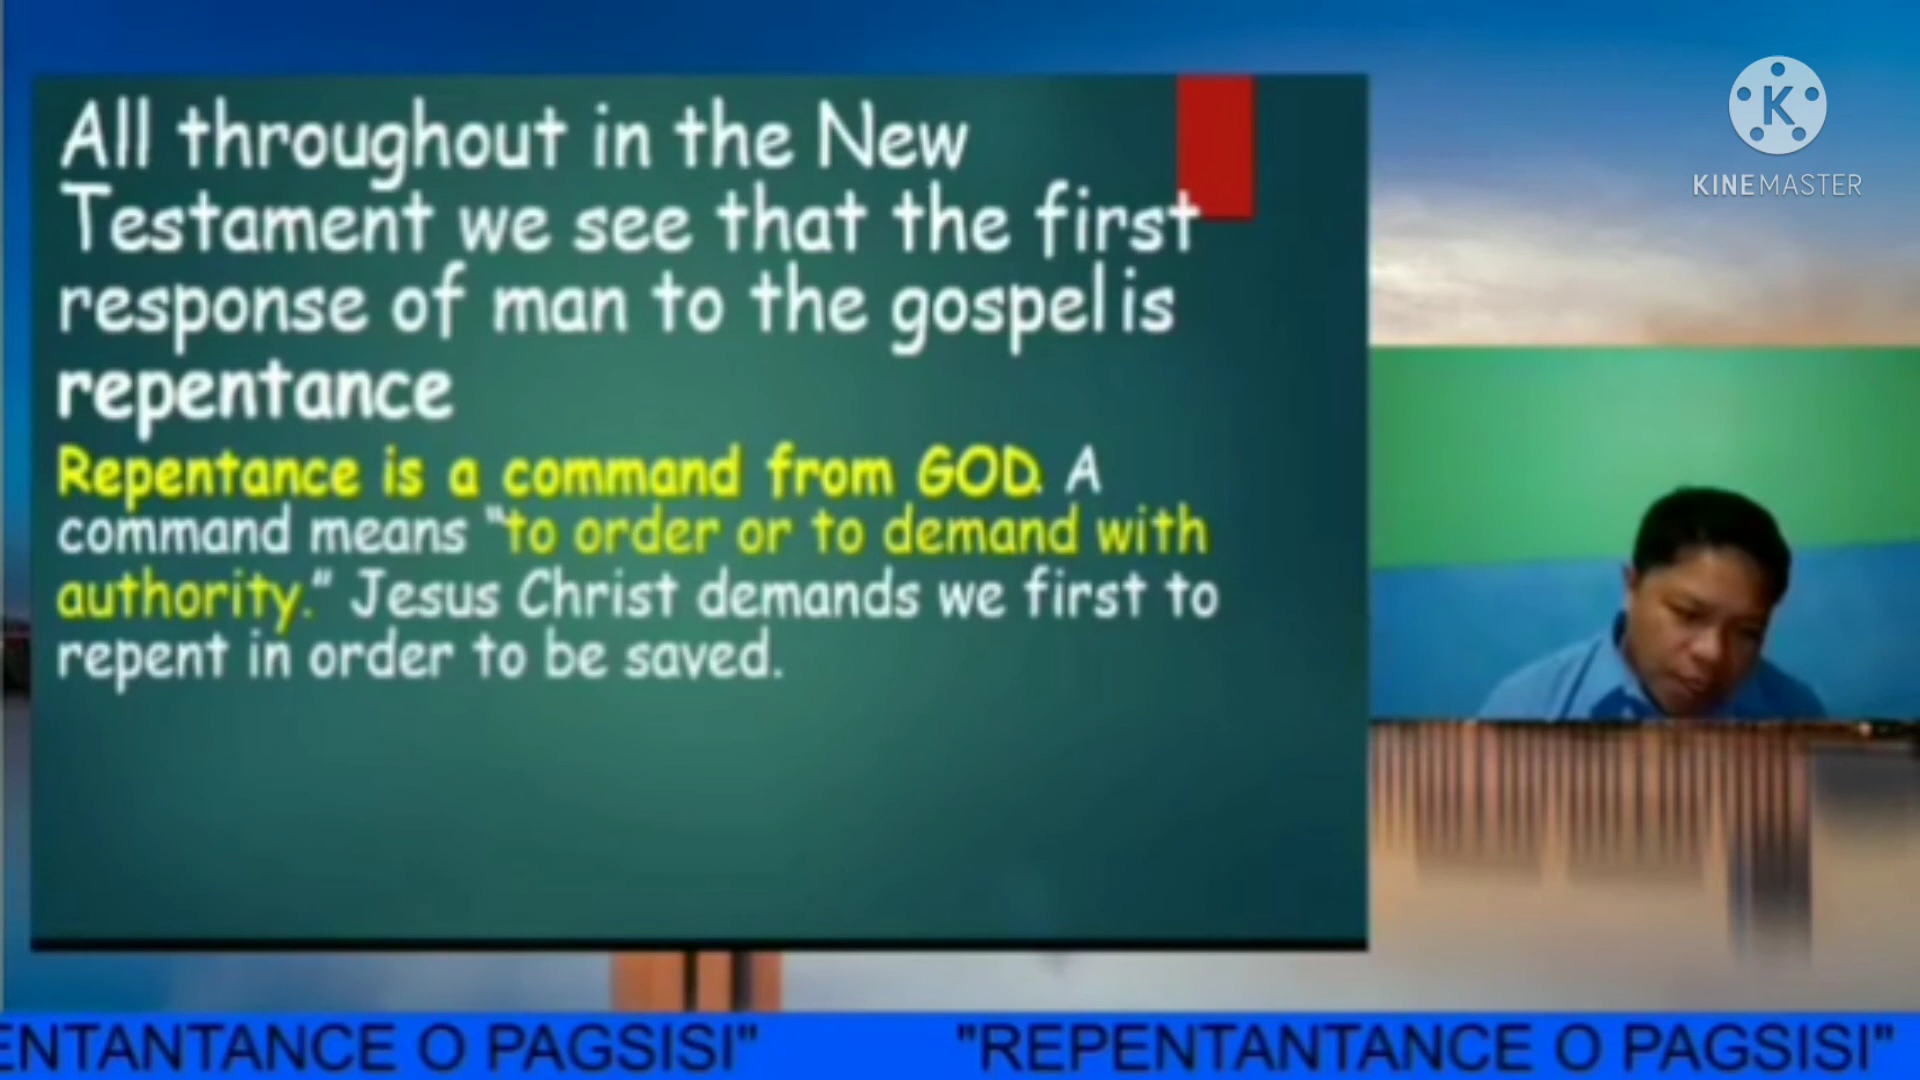 All throughout in the New
Testament we see that the first
response of man to the gospel is
repentance
Repentance is a command from GOD. A
command means "to order or to demand with
authority." Jesus Christ demands we first to
repent in order to be saved.
K
KINEMASTER
ENTANTANCE O PAGSISI" "REPENTANTANCE O PAGSISI"